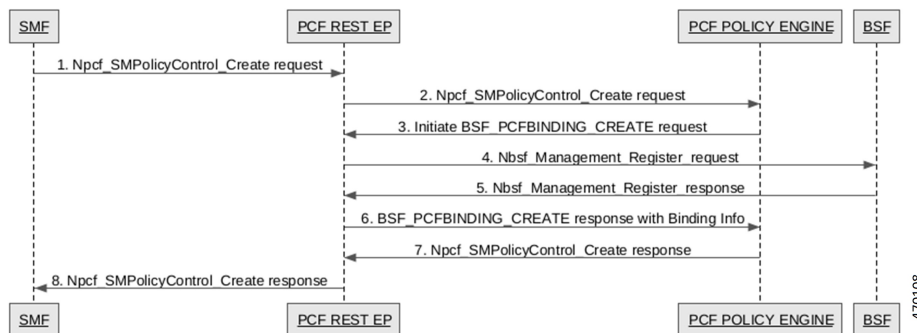 SMF
PCF REST EP
PCF POLICY ENGINE
BSF
1. Npcf_SMPolicyControl_Create request
2. Npcf_SMPolicyControl_Create request
3. Initiate BSF_PCFBINDING_CREATE request
4. Nbsf_Management_Register_request
5. Nbsf_Management_Register_response
6. BSF_PCFBINDING_CREATE response with Binding Info
7. Npcf_SMPolicyControl_Create response
8. Npcf_SMPolicyControl_Create response
SMF
PCF REST EP
PCF POLICY ENGINE
BSF